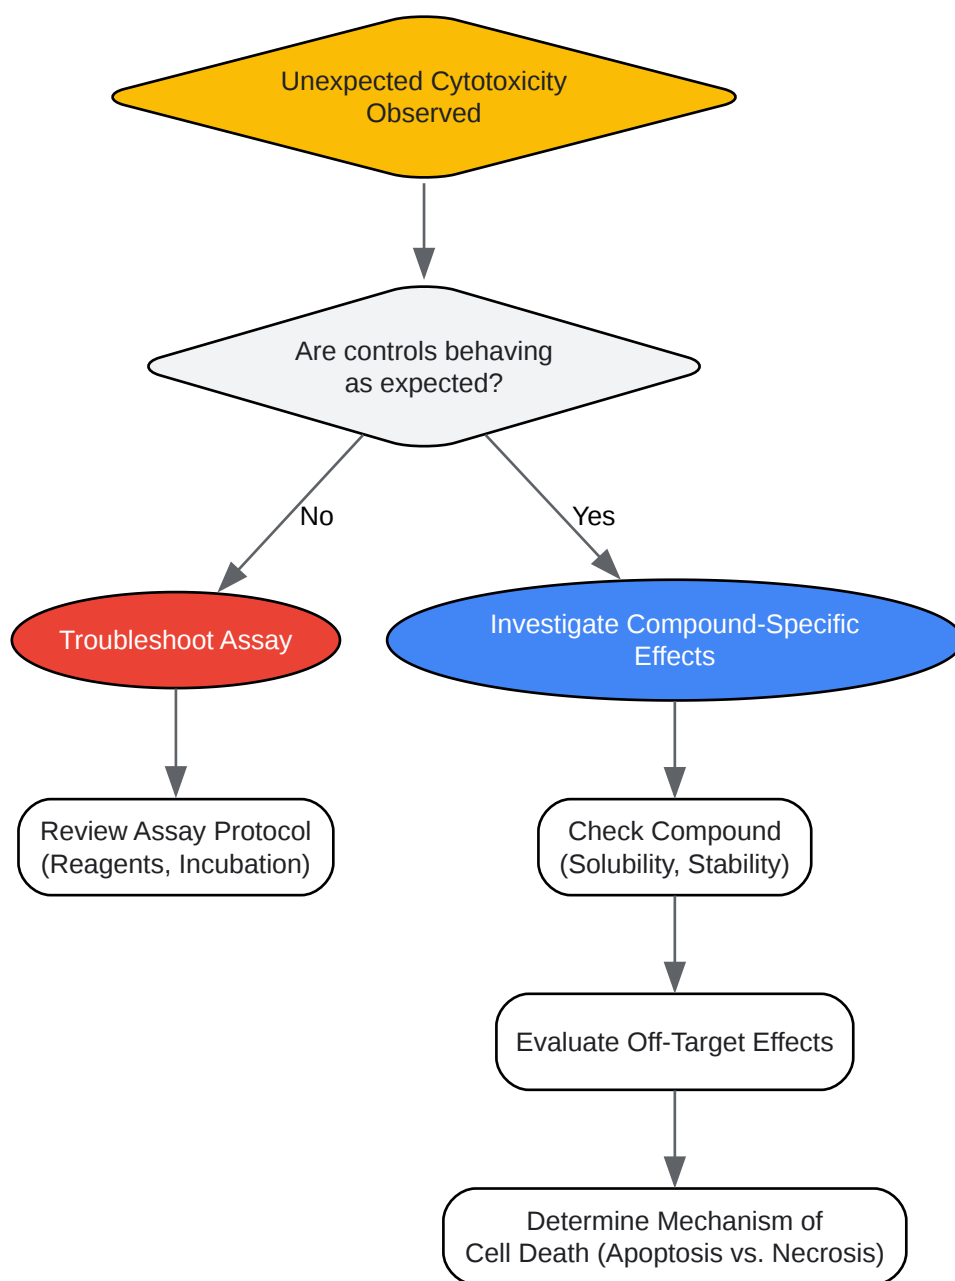 Unexpected Cytotoxicity
Observed
Are controls behaving
as expected?
No
Yes
Troubleshoot Assay
Investigate Compound-Specific
Effects
Review Assay Protocol
(Reagents, Incubation)
Check Compound
(Solubility, Stability)
Evaluate Off-Target Effects
Determine Mechanism of
Cell Death (Apoptosis vs. Necrosis)